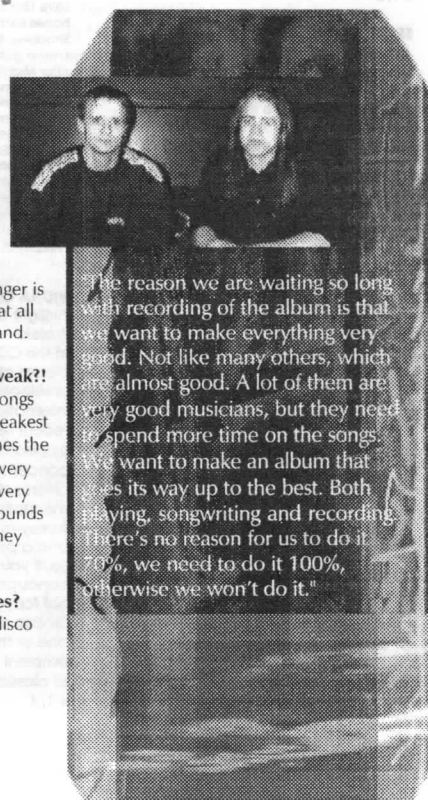 nger is
at all
and.
weak?!
ongs
eakest
nes the
very
very
ounds
ney
es?
disco
"The reason we are waiting so long
with recording of the album is that
we want to make everything very
good. Not like many others, which
are almost good. A lot of them are
very good musicians, but they need
to spend more time on the songs.
We want to make an album that
goes its way up to the best. Both
playing, songwriting and recording.
There's no reason for us to do it
70%, we need to do it 100%,
otherwise we won't do it."